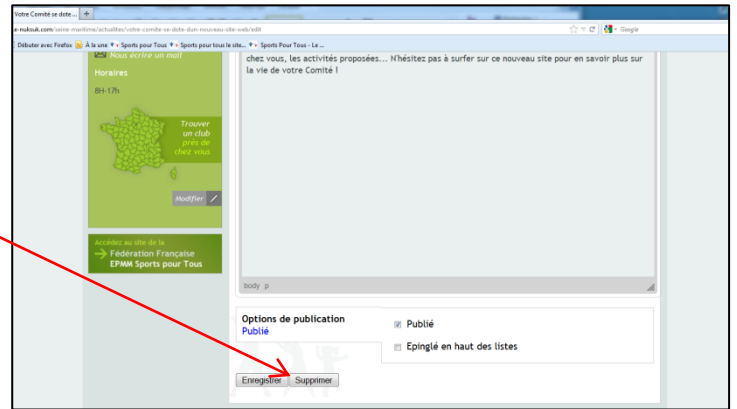 Votre Comité se dote ...
e-nuksuk.com/seine-maritime/actualites/votre-comite-se-dote-dun-nouveau-site-web/edit
Google
Débuter avec Firefox À la une Sports pour Tous Sports pour tous le site... Sports Pour Tous - Le ...
Nous écrire un mail
Horaires
8H-17h
Trouver
un club
près de
chez vous
Modifier
Accédez au site de la
Fédération Française
EPMM Sports pour Tous
chez vous, les activités proposées... N'hésitez pas à surfer sur ce nouveau site pour en savoir plus sur
la vie de votre Comité !
body p
Options de publication
Publié
Publié
Epinglé en haut des listes
Enregistrer Supprimer